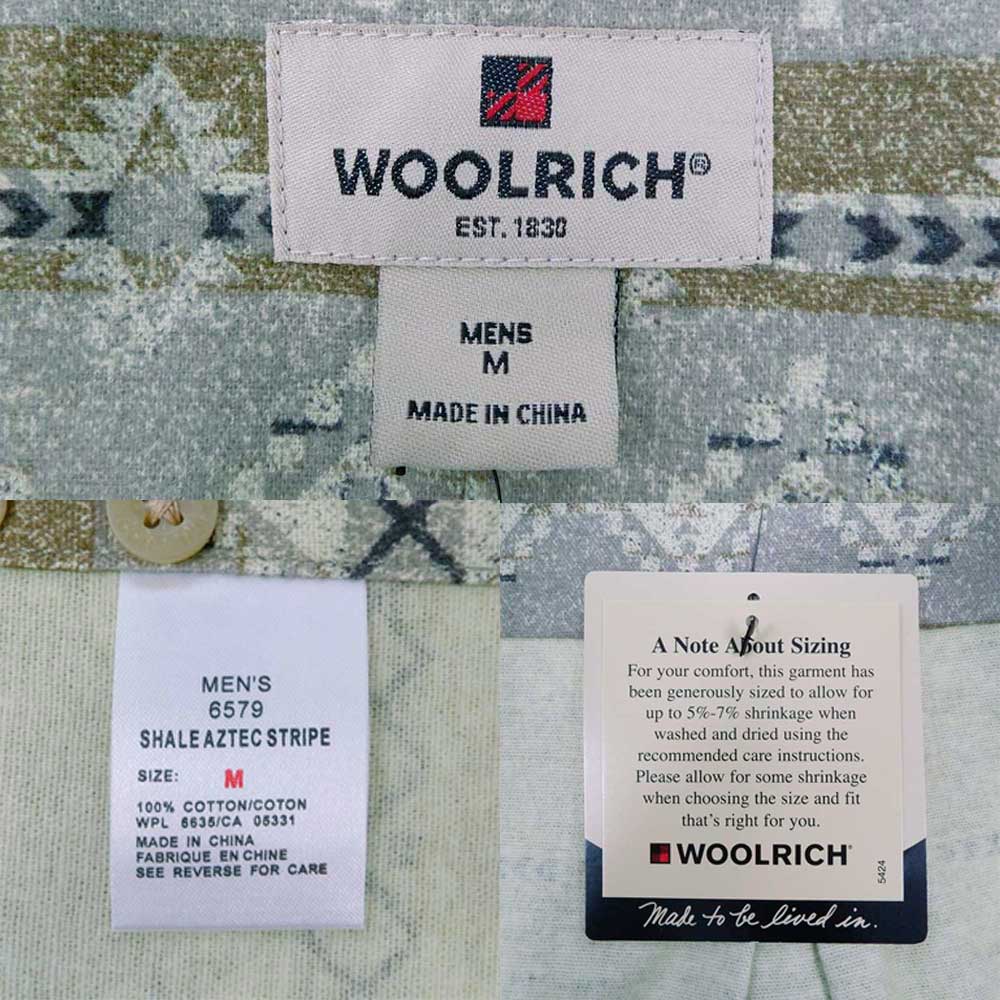 WOOLRICH®
EST. 1830
MENS
M
MADE IN CHINA
MEN'S
6579
SHALE AZTEC STRIPE
SIZE: M
100% COTTON/COTON
WPL 6635/CA 05331
MADE IN CHINA
FABRIQUE EN CHINE
SEE REVERSE FOR CARE
A Note About Sizing
For your comfort, this garment has
been generously sized to allow for
up to 5%-7% shrinkage when
washed and dried using the
recommended care instructions.
Please allow for some shrinkage
when choosing the size and fit
that's right for you.
WOOLRICH
5424
Made to be lived in.